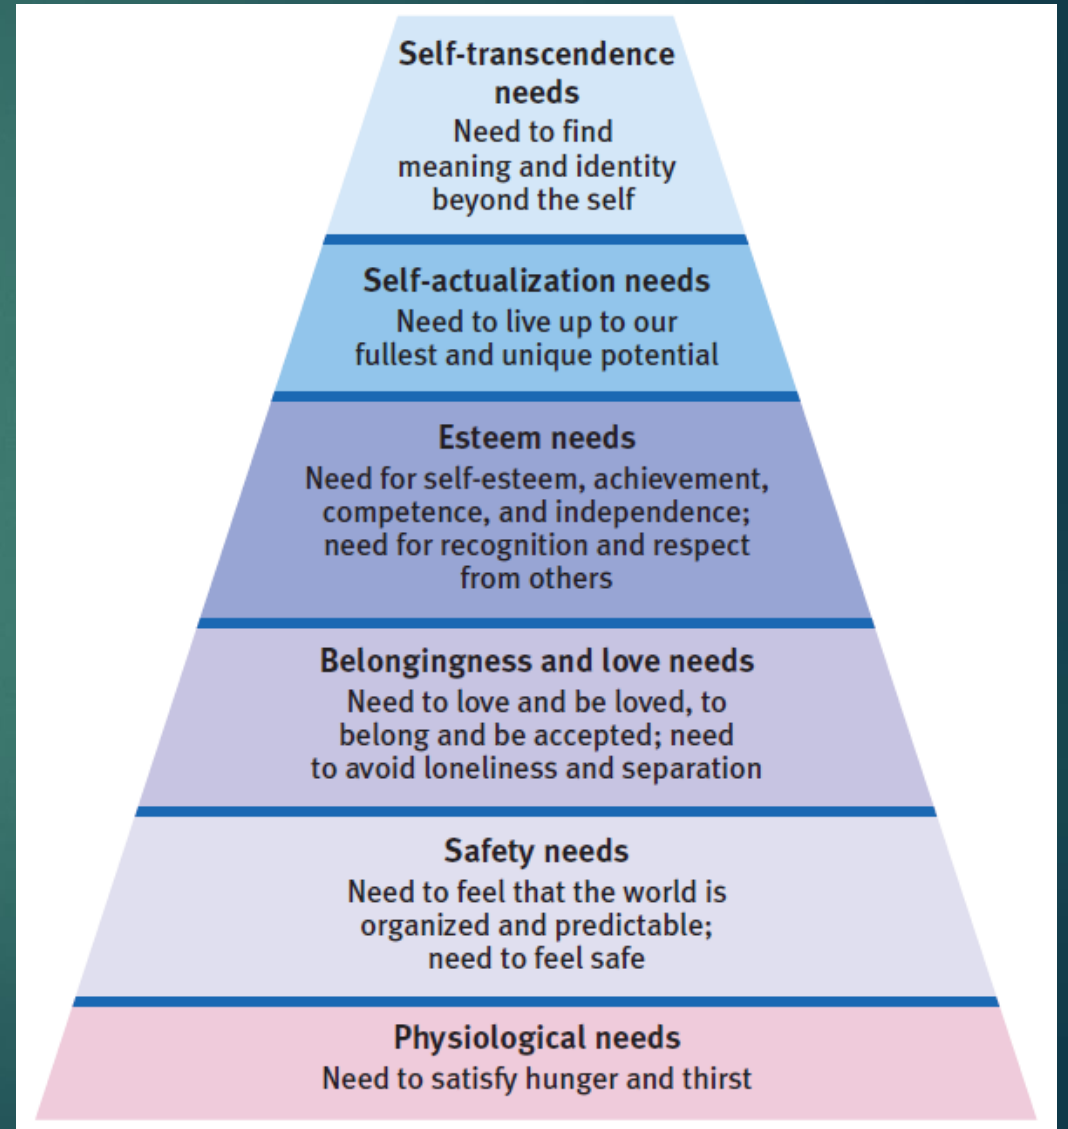 Self-transcendence
needs
Need to find
meaning and identity
beyond the self
Self-actualization needs
Need to live up to our
fullest and unique potential
Esteem needs
Need for self-esteem, achievement,
competence, and independence;
need for recognition and respect
from others
Belongingness and love needs
Need to love and be loved, to
belong and be accepted; need
to avoid loneliness and separation
Safety needs
Need to feel that the world is
organized and predictable;
need to feel safe
Physiological needs
Need to satisfy hunger and thirst